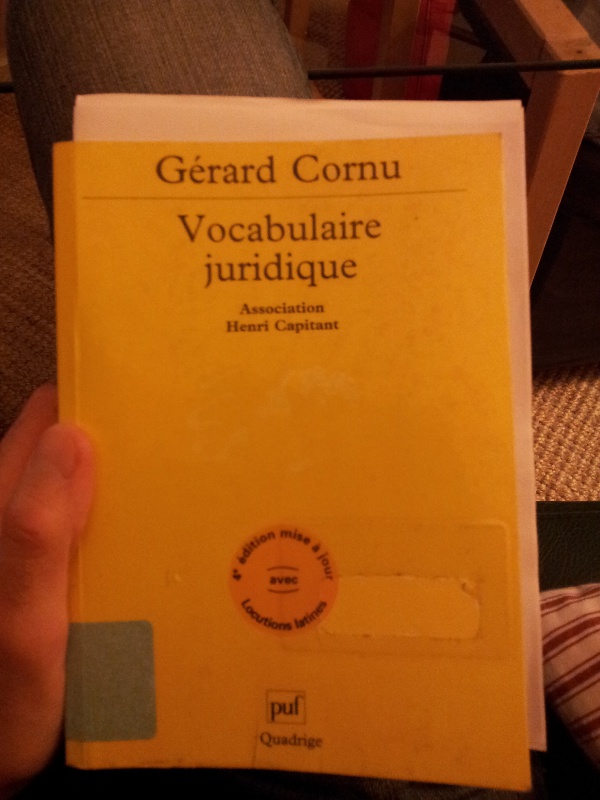 Gérard Cornu
Vocabulaire
juridique
Association
Henri Capitant
4e édition mise à jour
avec
Locutions latines
puf
Quadrige